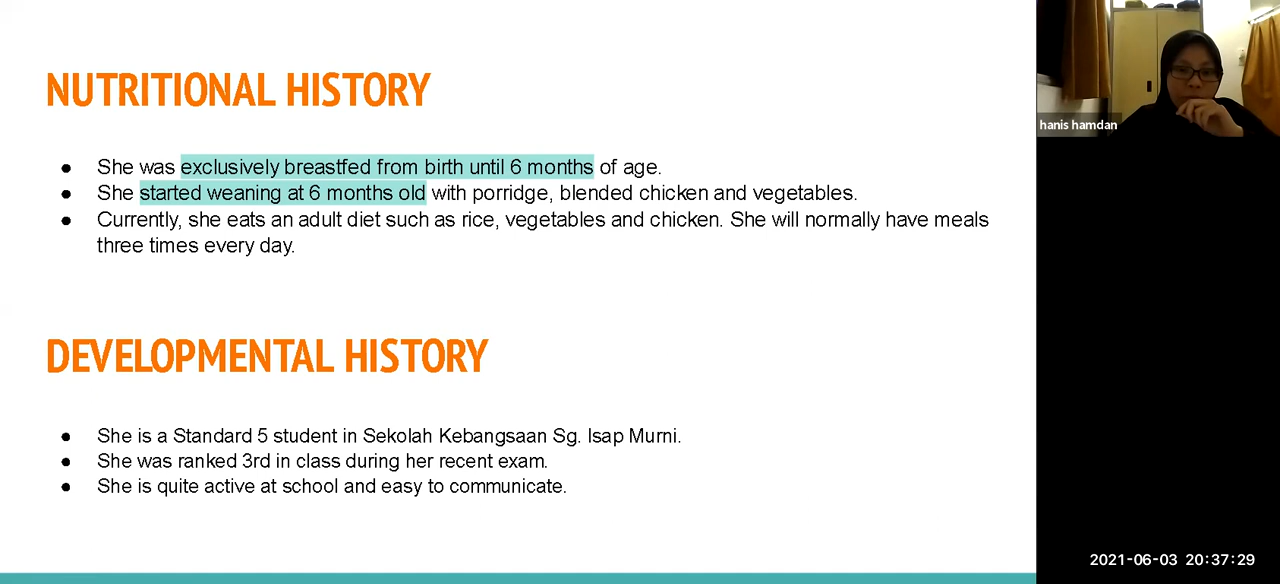 NUTRITIONAL HISTORY
● She was exclusively breastfed from birth until 6 months of age.
● She started weaning at 6 months old with porridge, blended chicken and vegetables.
● Currently, she eats an adult diet such as rice, vegetables and chicken. She will normally have meals
three times every day.
DEVELOPMENTAL HISTORY
● She is a Standard 5 student in Sekolah Kebangsaan Sg. Isap Murni.
● She was ranked 3rd in class during her recent exam.
● She is quite active at school and easy to communicate.
hanis hamdan
2021-06-03 20:37:29